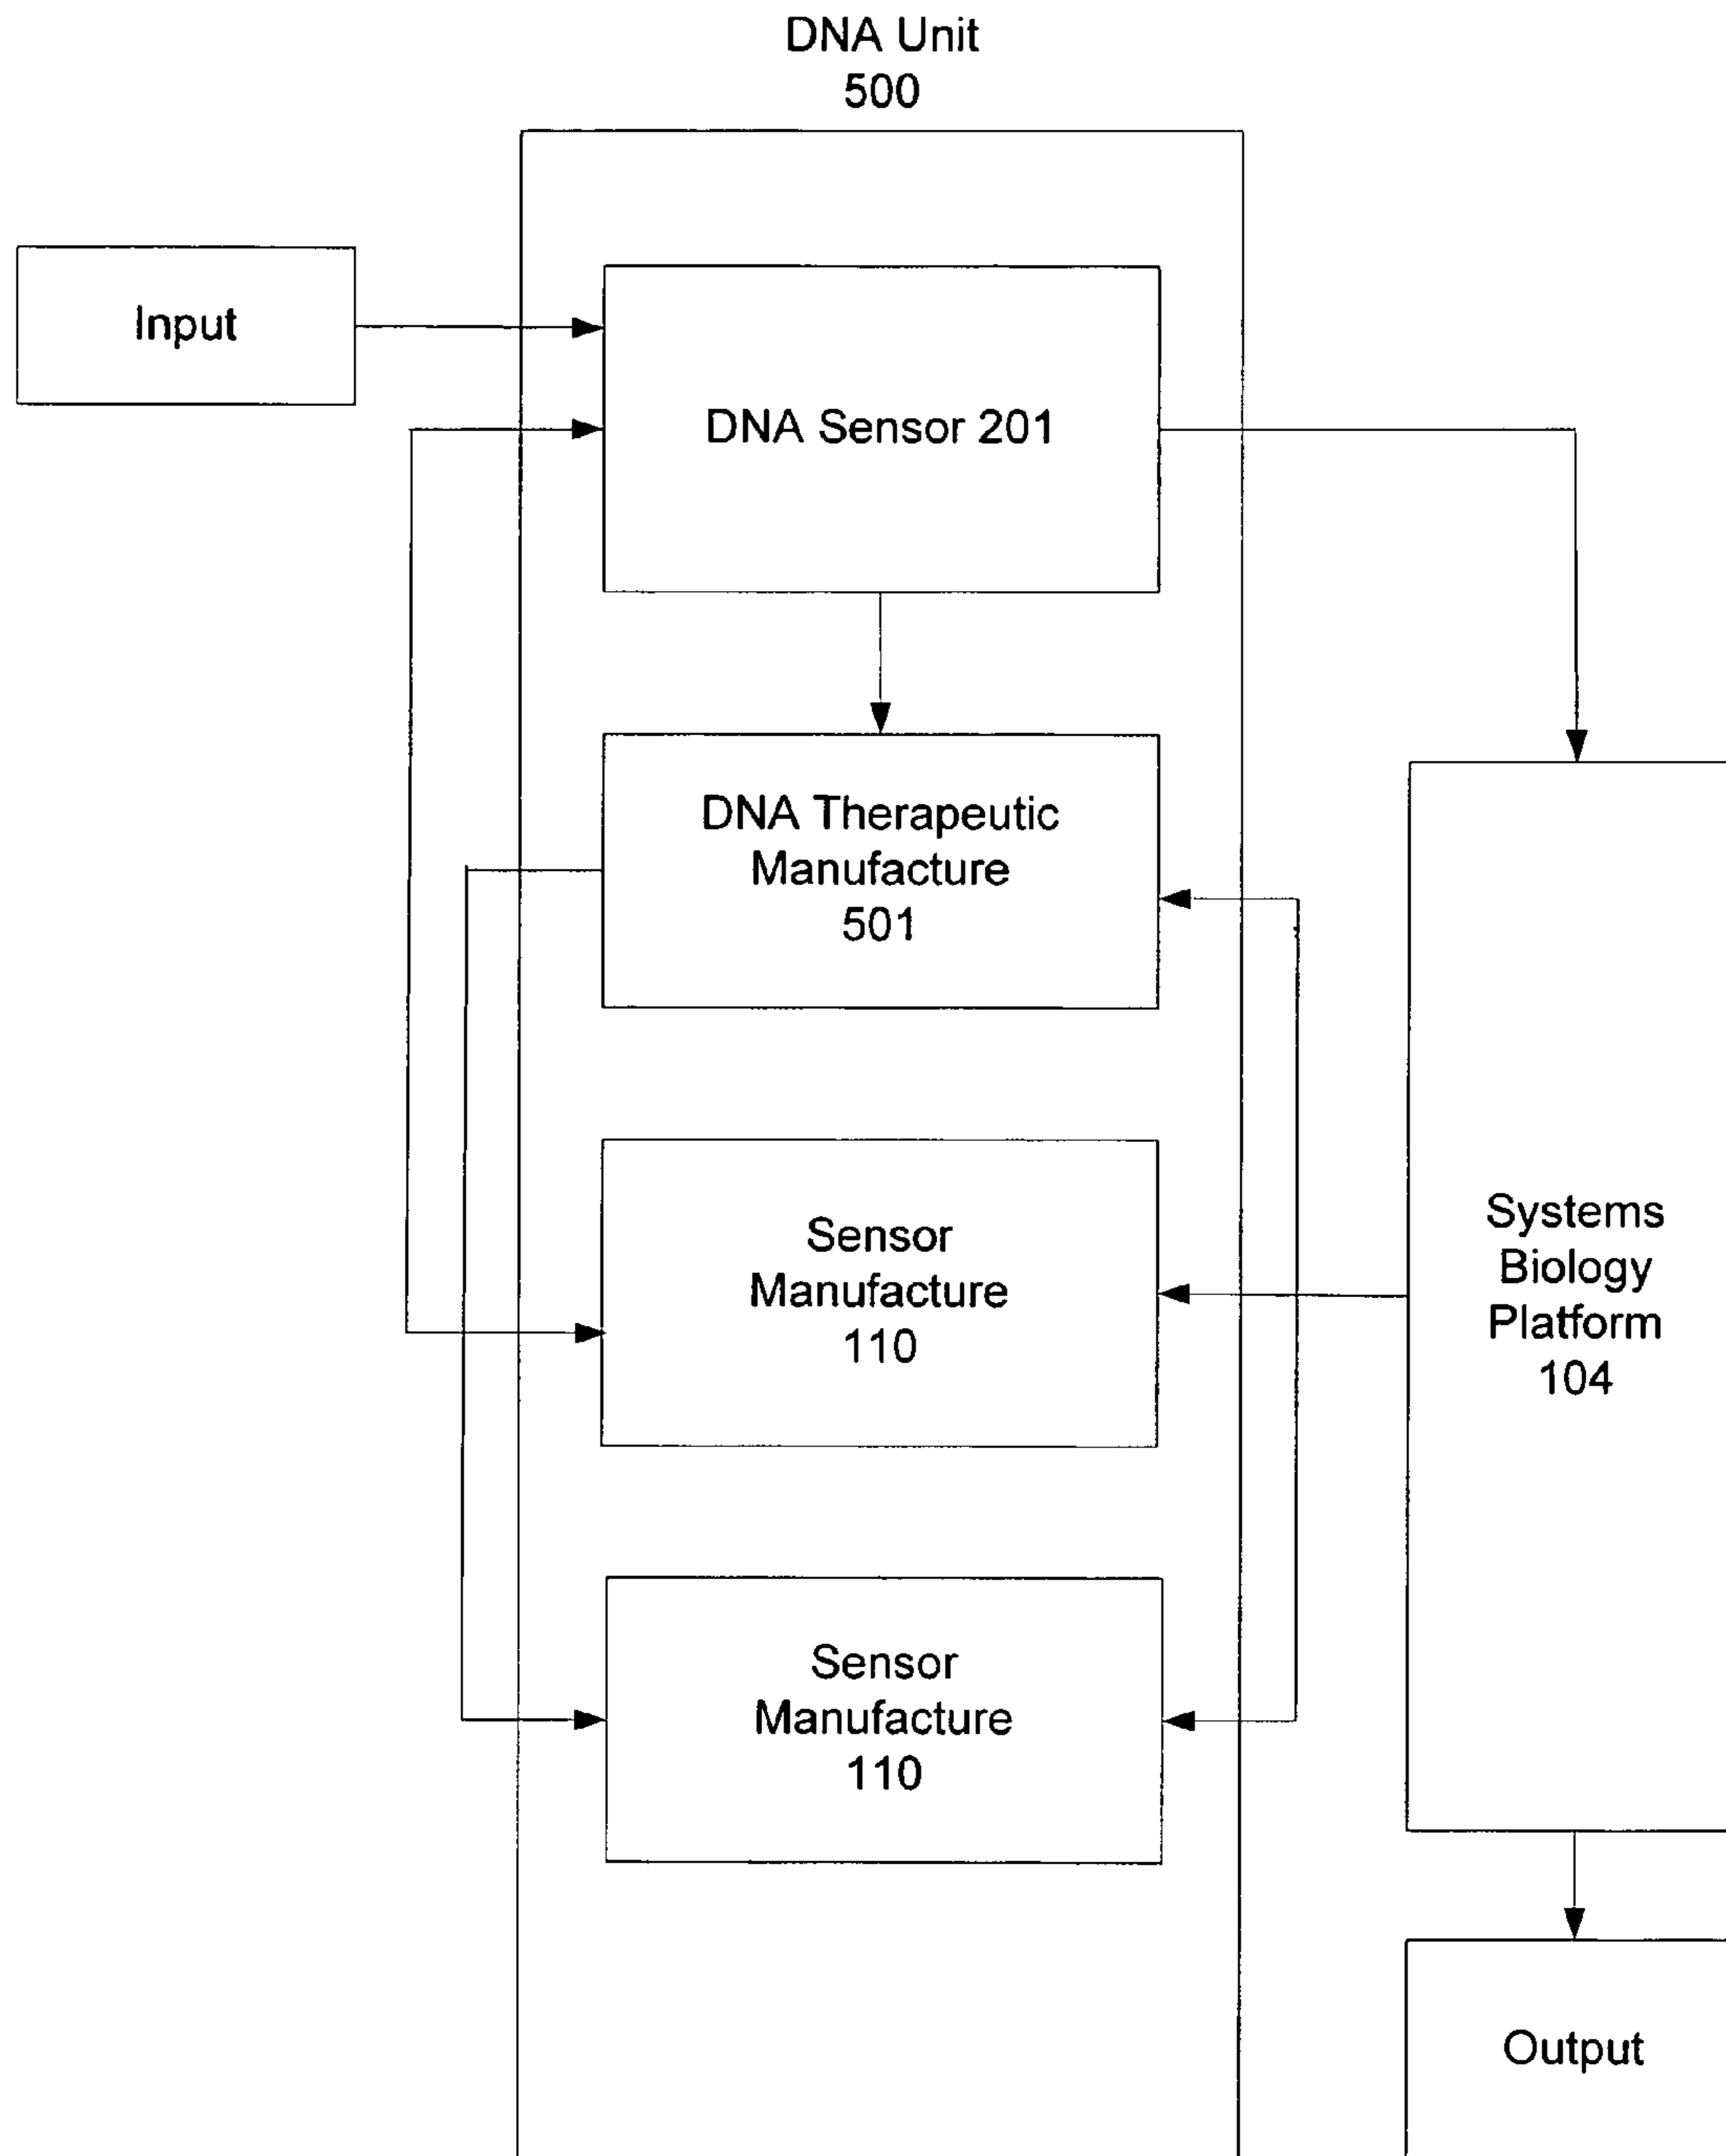 DNA Unit
500
Input
DNA Sensor 201
DNA Therapeutic
Manufacture
501
Sensor
Manufacture
110
Systems
Biology
Platform
104
Sensor
Manufacture
110
Output